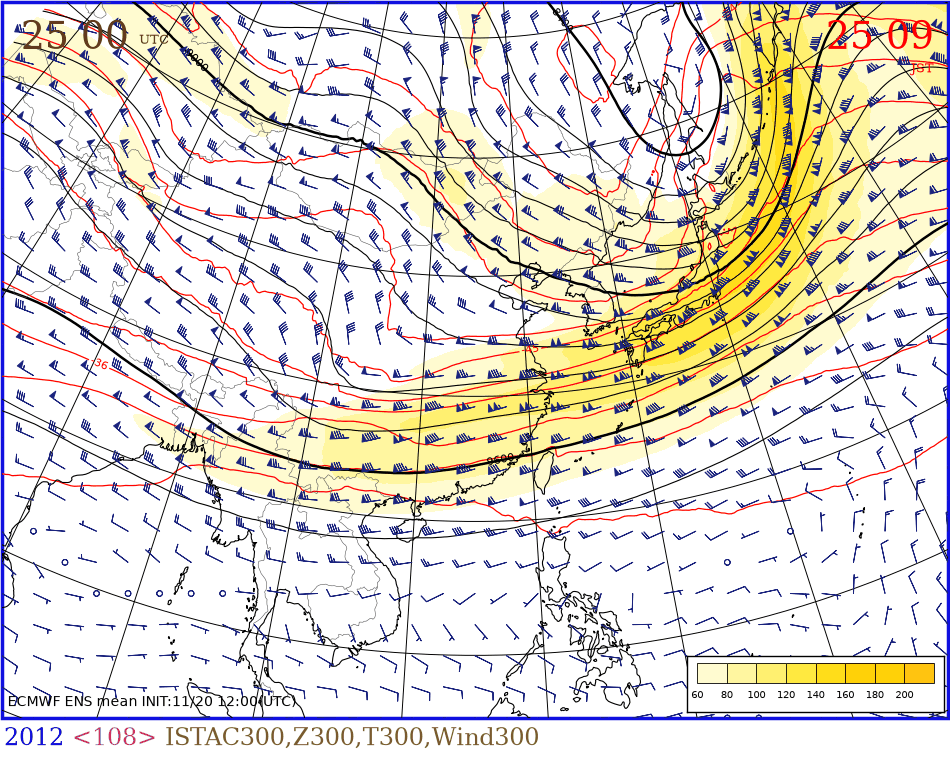 25 00 UTC
25 09 JST
9000
-36
9600
60 80 100 120 140 160 180 200
ECMWF ENS mean INIT:11/20 12:00(UTC)
2012 <108> ISTAC300,Z300,T300,Wind300